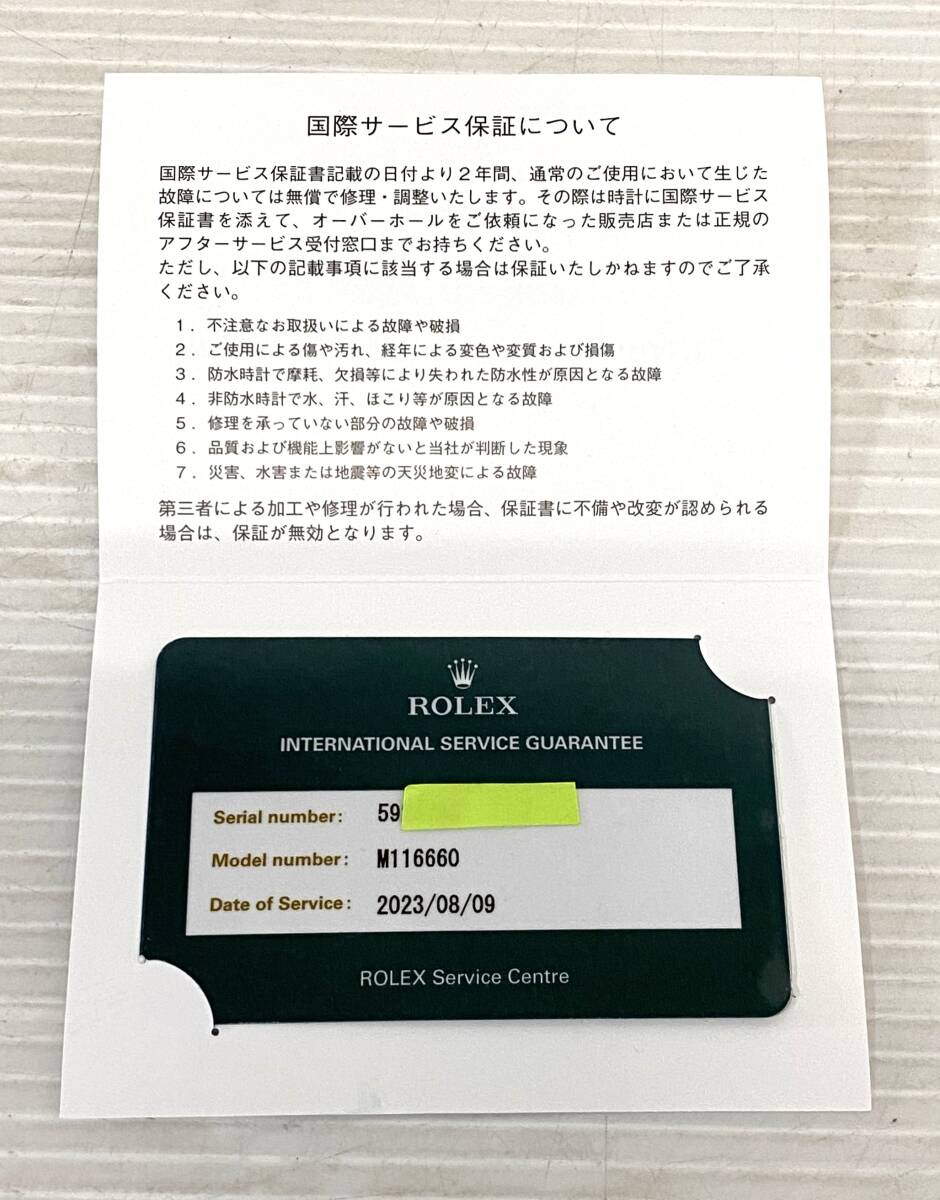 国際サービス保証について
国際サービス保証書記載の日付より２年間、通常のご使用において生じた
故障については無償で修理・調整いたします。その際は時計に国際サービス
保証書を添えて、オーバーホールをご依頼になった販売店または正規の
アフターサービス受付窓口までお持ちください。
ただし、以下の記載事項に該当する場合は保証いたしかねますのでご了承
ください。
１．不注意なお取扱いによる故障や破損
２．ご使用による傷や汚れ、経年による変色や変質および損傷
３．防水時計で摩耗、欠損等により失われた防水性が原因となる故障
４．非防水時計で水、汗、ほこり等が原因となる故障
５．修理を承っていない部分の故障や破損
６．品質および機能上影響がないと当社が判断した現象
７．災害、水害または地震等の天災地変による故障
第三者による加工や修理が行われた場合、保証書に不備や改変が認められる
場合は、保証が無効となります。
ROLEX
INTERNATIONAL SERVICE GUARANTEE
Serial number: 59
Model number: M116660
Date of Service: 2023/08/09
ROLEX Service Centre